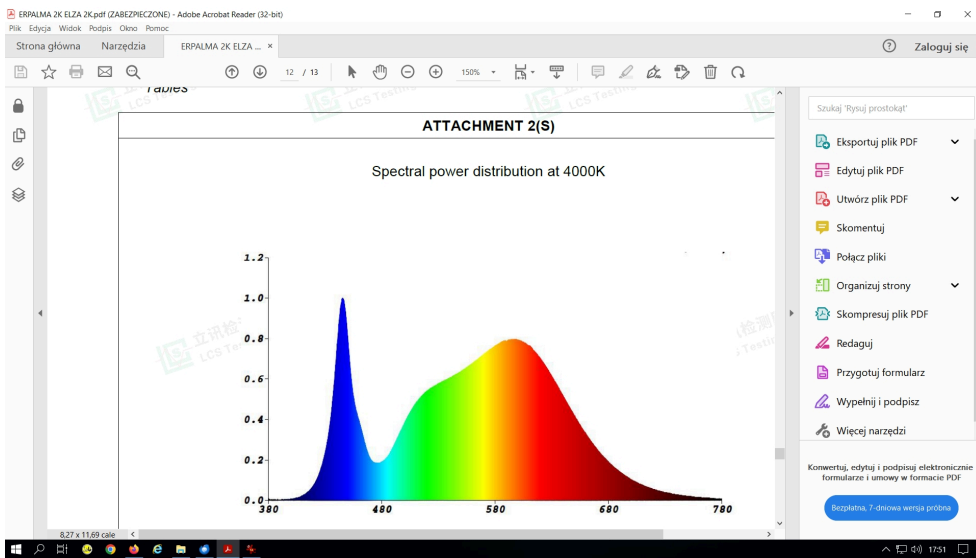 ERPALMA 2K ELZA 2K.pdf (ZABEZPIECZONE) - Adobe Acrobat Reader (32-bit)
Plik Edycja Widok Podpis Okno Pomoc
Strona główna Narzędzia ERPALMA 2K ELZA ... × Zaloguj się
12 / 13 150%
Tables
ATTACHMENT 2(S)
Spectral power distribution at 4000K
1.2
1.0
0.8
0.6
0.4
0.2
0.0
380 480 580 680 780
立讯检
LCS Testing
Szukaj 'Rysuj prostokąt'
Eksportuj plik PDF
Edytuj plik PDF
Utwórz plik PDF
Skomentuj
Połącz pliki
Organizuj strony
Skompresuj plik PDF
Redaguj
Przygotuj formularz
Wypełnij i podpisz
Więcej narzędzi
Konwertuj, edytuj i podpisuj elektronicznie
formularze i umowy w formacie PDF
Bezpłatna, 7-dniowa wersja próbna
8,27 x 11,69 cale
17:51